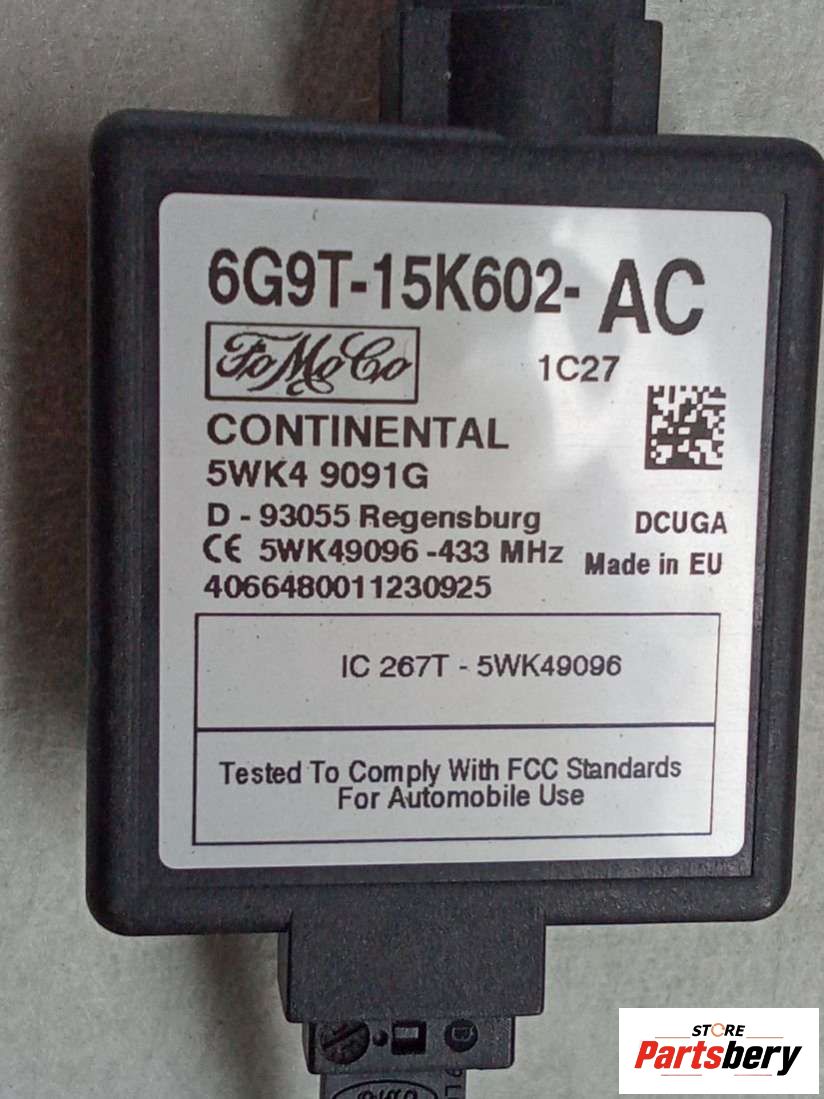 6G9T-15K602- AC
FoMoCo
1C27
CONTINENTAL
5WK4 9091G
D - 93055 Regensburg
DCUGA
CE 5WK49096 -433 MHz
Made in EU
4066480011230925
IC 267T - 5WK49096
Tested To Comply With FCC Standards
For Automobile Use
STORE
Partsbery